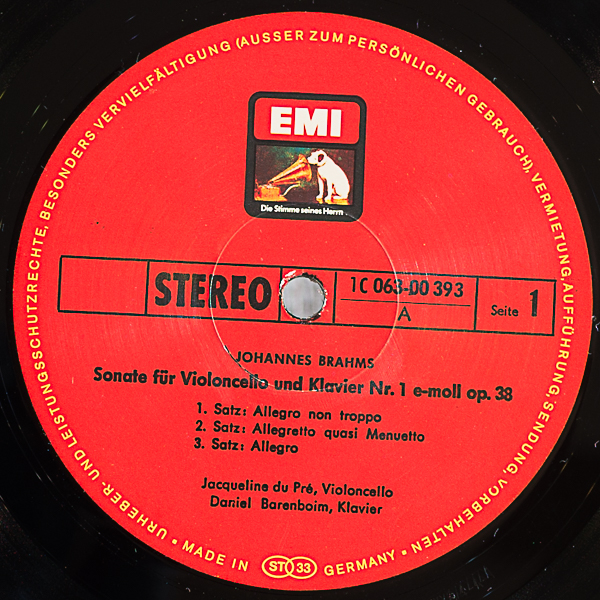 URHEBER- UND LEISTUNGSSCHUTZRECHTE, BESONDERS VERVIELFÄLTIGUNG (AUSSER ZUM PERSÖNLICHEN GEBRAUCH), VERMIETUNG, AUFFÜHRUNG, SENDUNG, VORBEHALTEN •
EMI
Die Stimme seines Herrn
STEREO
1C 063-00 393
A
Seite 1
JOHANNES BRAHMS
Sonate für Violoncello und Klavier Nr. 1 e-moll op. 38
1. Satz: Allegro non troppo
2. Satz: Allegretto quasi Menuetto
3. Satz: Allegro
Jacqueline du Pré, Violoncello
Daniel Barenboim, Klavier
• MADE IN ST 33 GERMANY